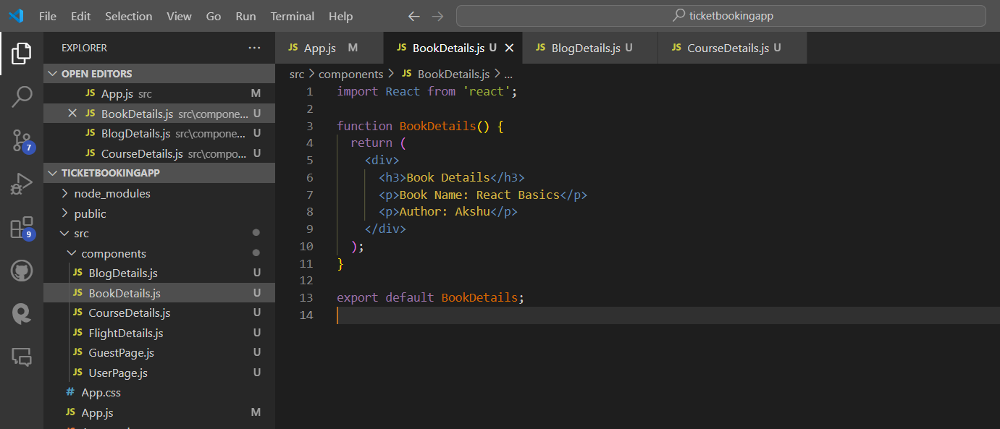 File Edit Selection View Go Run Terminal Help
ticketbookingapp
EXPLORER
OPEN EDITORS
JS App.js src M
JS BookDetails.js src\compone... U
JS BlogDetails.js src\compone... U
JS CourseDetails.js src\compo... U
TICKETBOOKINGAPP
node_modules
public
src
components
JS BlogDetails.js U
JS BookDetails.js U
JS CourseDetails.js U
JS FlightDetails.js U
JS GuestPage.js U
JS UserPage.js U
# App.css
JS App.js M
7
9
JS App.js M
JS BookDetails.js U
JS BlogDetails.js U
JS CourseDetails.js U
src > components > JS BookDetails.js > ...
1 import React from 'react';
2
3 function BookDetails() {
4 return (
5 <div>
6 <h3>Book Details</h3>
7 <p>Book Name: React Basics</p>
8 <p>Author: Akshu</p>
9 </div>
10 );
11 }
12
13 export default BookDetails;
14